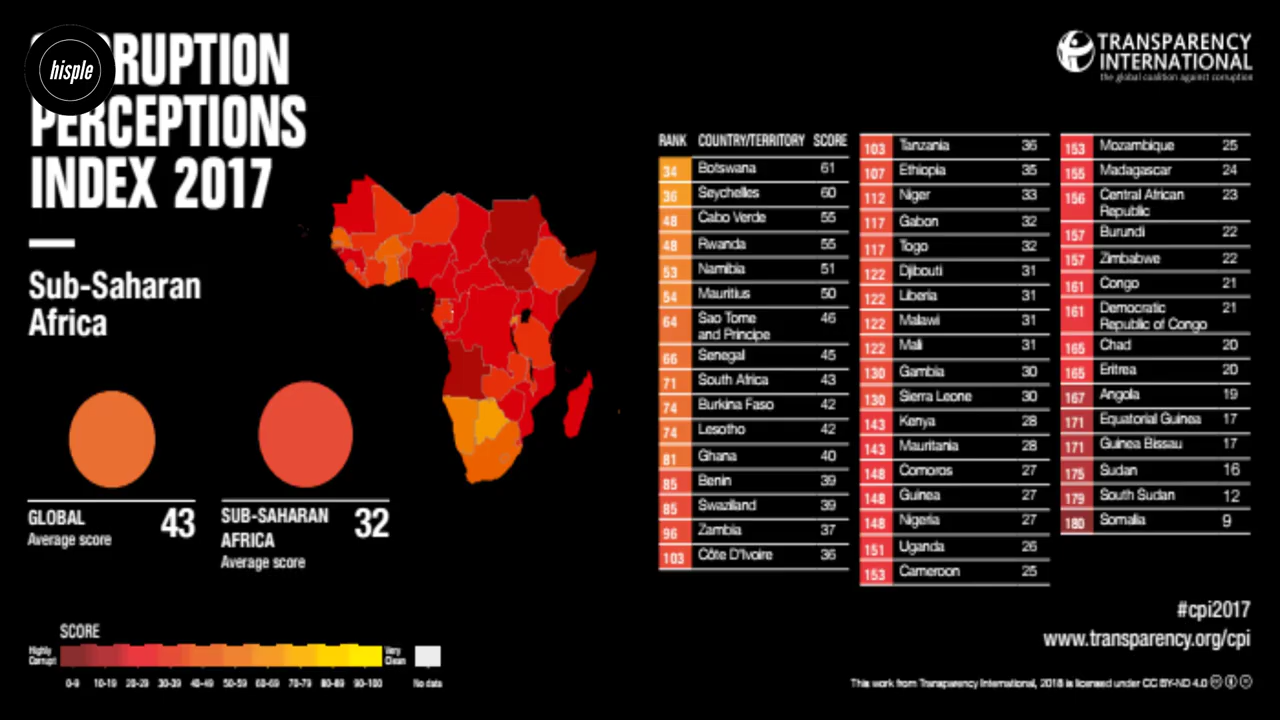 hisple
RUPTION
PERCEPTIONS
INDEX 2017
Sub-Saharan
Africa
GLOBAL 43
Average score
SUB-SAHARAN
AFRICA 32
Average score
SCORE
Highly
Corrupt
Very
Clean
0-9 10-19 20-29 30-39 40-49 50-59 60-69 70-79 80-89 90-100 No data
TRANSPARENCY
INTERNATIONAL
the global coalition against corruption
RANK COUNTRY/TERRITORY SCORE
34 Botswana 61
36 Seychelles 60
48 Cabo Verde 55
48 Rwanda 55
53 Namibia 51
54 Mauritius 50
64 Sao Tome
and Principe 46
66 Senegal 45
71 South Africa 43
74 Burkina Faso 42
74 Lesotho 42
81 Ghana 40
85 Benin 39
85 Swaziland 39
96 Zambia 37
103 Côte D'Ivoire 36
103 Tanzania 36
107 Ethiopia 35
112 Niger 33
117 Gabon 32
117 Togo 32
122 Djibouti 31
122 Liberia 31
122 Malawi 31
122 Mali 31
130 Gambia 30
130 Sierra Leone 30
143 Kenya 28
143 Mauritania 28
148 Comoros 27
148 Guinea 27
148 Nigeria 27
151 Uganda 26
153 Cameroon 25
153 Mozambique 25
155 Madagascar 24
156 Central African
Republic 23
157 Burundi 22
157 Zimbabwe 22
161 Congo 21
161 Democratic
Republic of Congo 21
165 Chad 20
165 Eritrea 20
167 Angola 19
171 Equatorial Guinea 17
171 Guinea Bissau 17
175 Sudan 16
179 South Sudan 12
180 Somalia 9
#cpi2017
www.transparency.org/cpi
This work from Transparency International, 2018 is licensed under CC BY-ND 4.0